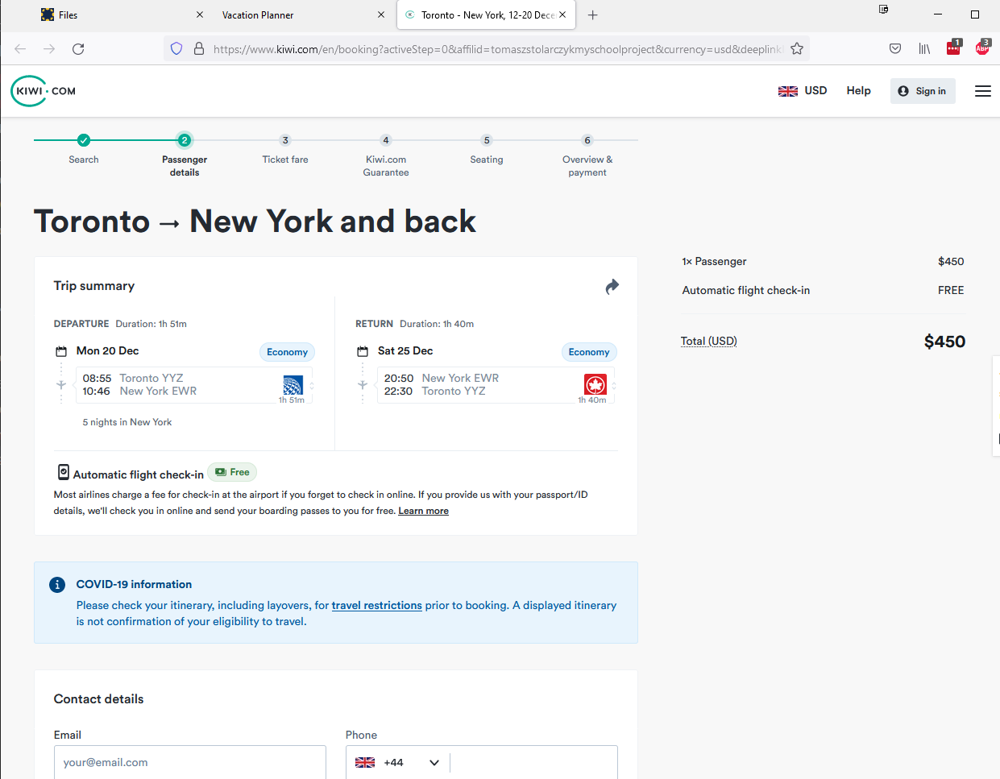 Files
Vacation Planner
Toronto - New York, 12-20 Dece
https://www.kiwi.com/en/booking?activeStep=0&affilid=tomaszstolarczykmyschoolproject&currency=usd&deeplink
1
ABP
3
KIWI.COM
USD
Help
Sign in
2
3
4
5
6
Search
Passenger
details
Ticket fare
Kiwi.com
Guarantee
Seating
Overview &
payment
Toronto → New York and back
1× Passenger
$450
Automatic flight check-in
FREE
Total (USD)
$450
Trip summary
DEPARTURE Duration: 1h 51m
Mon 20 Dec
Economy
08:55 Toronto YYZ
10:46 New York EWR
1h 51m
5 nights in New York
RETURN Duration: 1h 40m
Sat 25 Dec
Economy
20:50 New York EWR
22:30 Toronto YYZ
1h 40m
Automatic flight check-in Free
Most airlines charge a fee for check-in at the airport if you forget to check in online. If you provide us with your passport/ID
details, we'll check you in online and send your boarding passes to you for free. Learn more
COVID-19 information
Please check your itinerary, including layovers, for travel restrictions prior to booking. A displayed itinerary
is not confirmation of your eligibility to travel.
Contact details
Email
your@email.com
Phone
+44